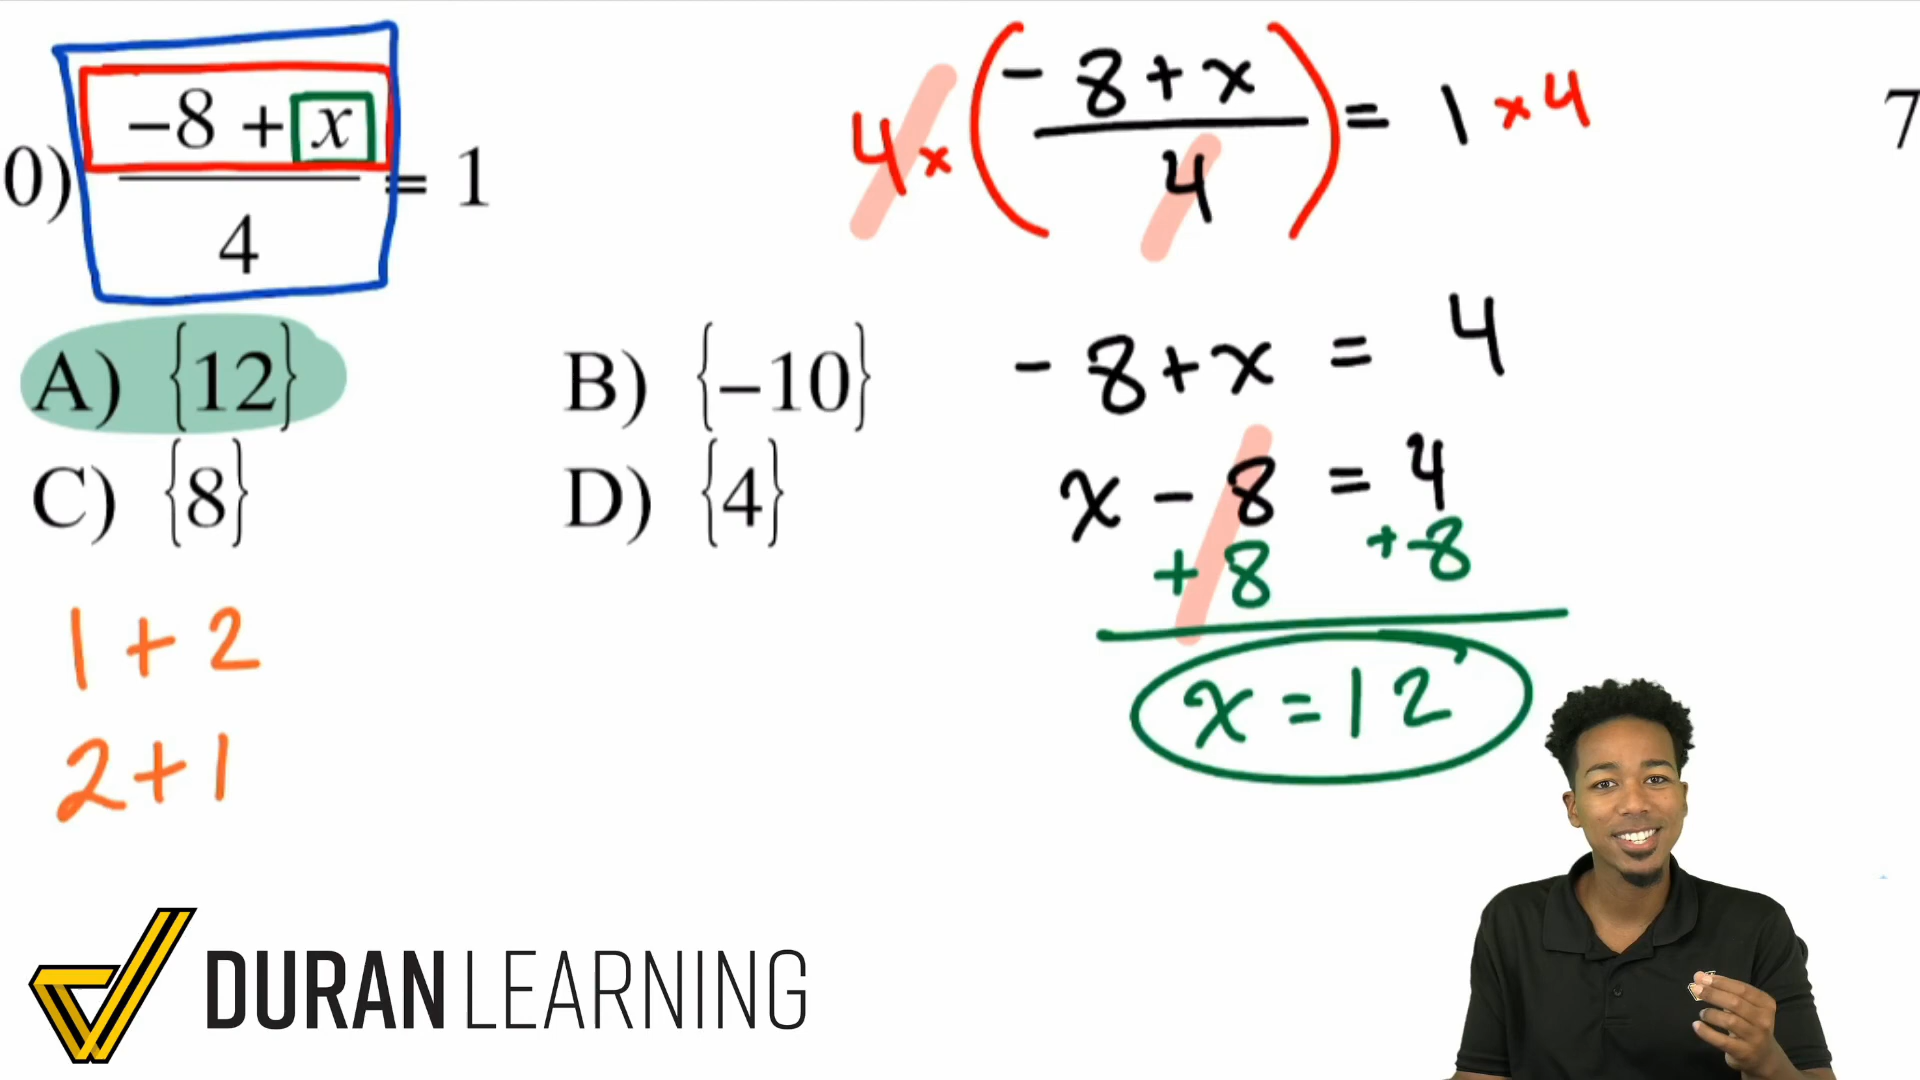 0) −8 + x
4
= 1
A) {12}
B) {−10}
C) {8}
D) {4}
1 + 2
2 + 1
4 × (−8 + x
4
) = 1 × 4
−8 + x = 4
x − 8 = 4
+ 8 + 8
x = 12
7
DURAN LEARNING